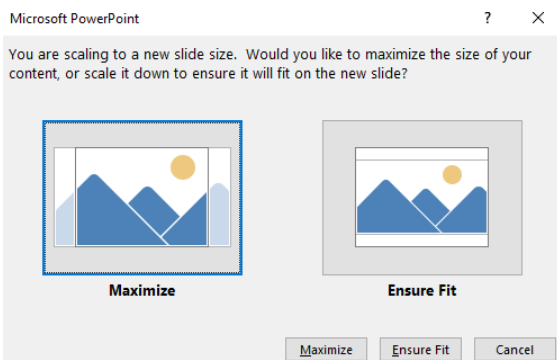 Microsoft PowerPoint ? ×
You are scaling to a new slide size. Would you like to maximize the size of your
content, or scale it down to ensure it will fit on the new slide?
Maximize Ensure Fit
Maximize Ensure Fit Cancel